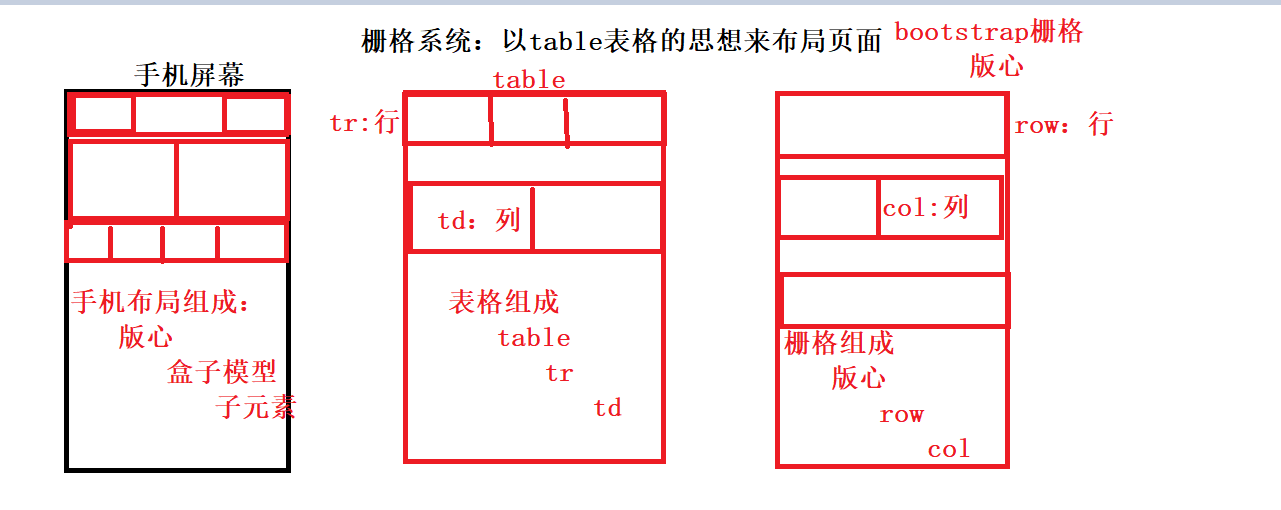 栅格系统：以table表格的思想来布局页面
手机屏幕
手机布局组成：
版心
盒子模型
子元素
table
tr:行
td：列
表格组成
table
tr
td
bootstrap栅格
版心
row：行
col:列
栅格组成
版心
row
col